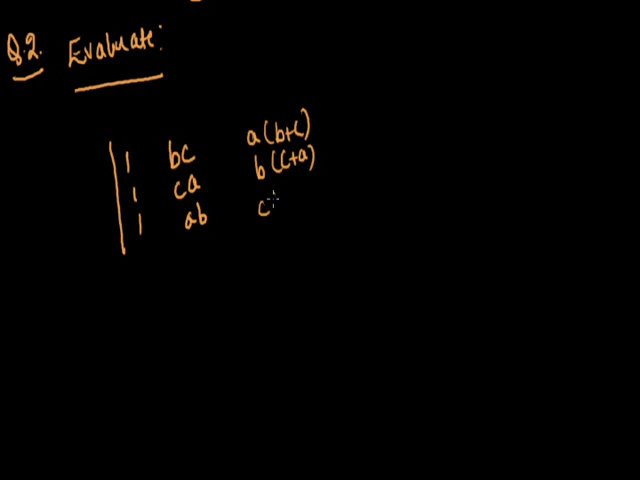 Q.2. Evaluate:
1 bc a(b+c)
1 ca b(c+a)
1 ab c